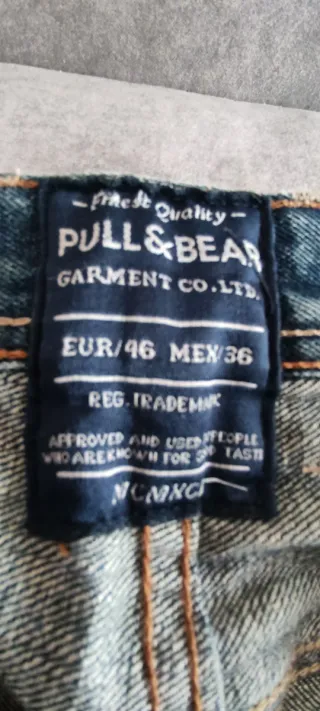 - Finest Quality -
PULL&BEAR
GARMENT CO.LTD.
EUR/46 MEX/36
REG. TRADEMARK
APPROVED AND USED BY PEOPLE
WHO ARE KNOWN FOR TASTE
MCMXCI